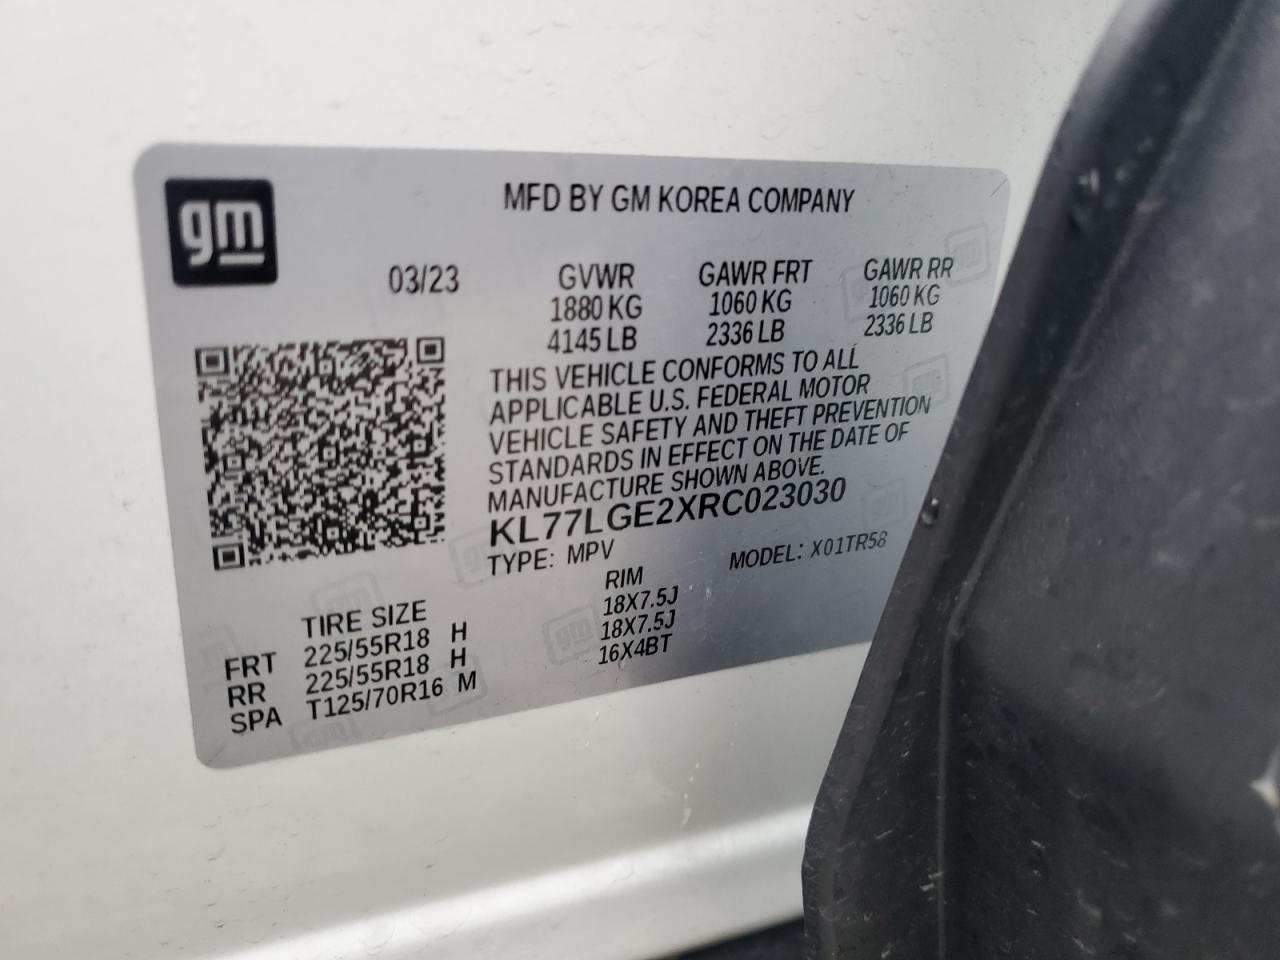 gm
MFD BY GM KOREA COMPANY
03/23 GVWR GAWR FRT GAWR RR
1880 KG 1060 KG 1060 KG
4145 LB 2336 LB 2336 LB
THIS VEHICLE CONFORMS TO ALL
APPLICABLE U.S. FEDERAL MOTOR
VEHICLE SAFETY AND THEFT PREVENTION
STANDARDS IN EFFECT ON THE DATE OF
MANUFACTURE SHOWN ABOVE.
KL77LGE2XRC023030
TYPE: MPV MODEL: X01TR58
TIRE SIZE RIM
FRT 225/55R18 H 18X7.5J
RR 225/55R18 H 18X7.5J
SPA T125/70R16 M 16X4BT